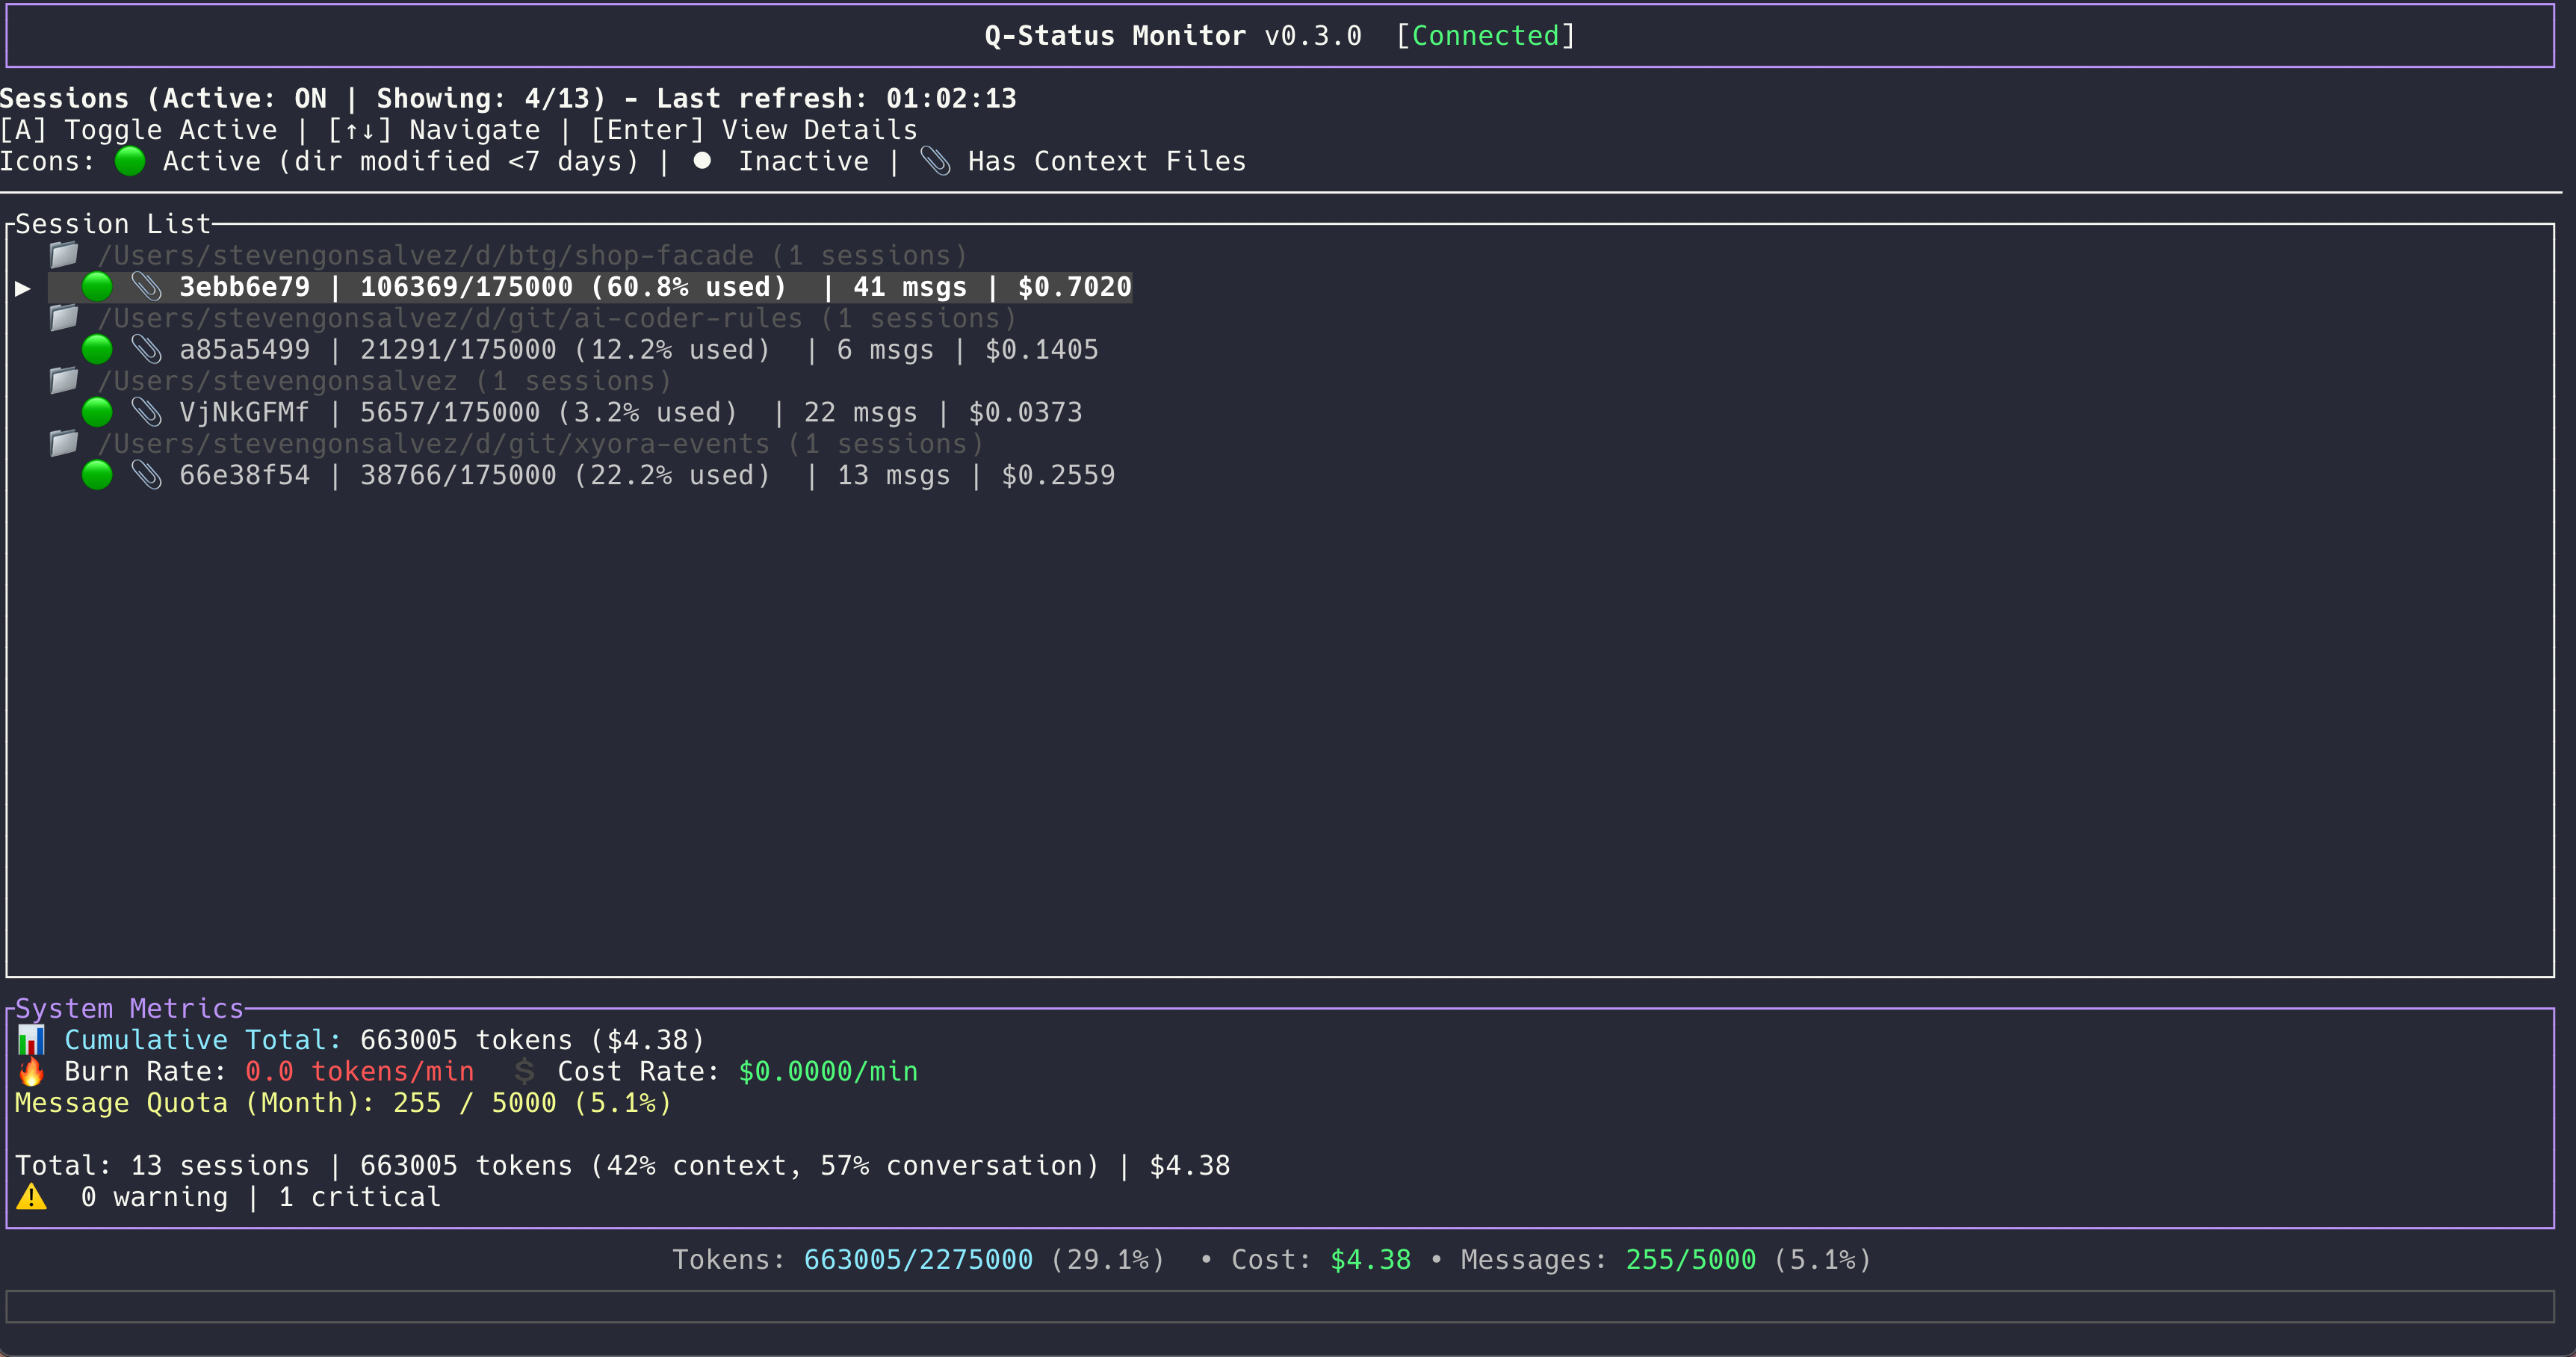 Q-Status Monitor v0.3.0  [Connected]
Sessions (Active: ON | Showing: 4/13) - Last refresh: 01:02:13
[A] Toggle Active | [↑↓] Navigate | [Enter] View Details
Icons: 🟢 Active (dir modified <7 days) | ● Inactive | 📎 Has Context Files
Session List
📁 /Users/stevengonsalvez/d/btg/shop-facade (1 sessions)
▶ 🟢 📎 3ebb6e79 | 106369/175000 (60.8% used)  | 41 msgs | $0.7020
📁 /Users/stevengonsalvez/d/git/ai-coder-rules (1 sessions)
🟢 📎 a85a5499 | 21291/175000 (12.2% used)  | 6 msgs | $0.1405
📁 /Users/stevengonsalvez (1 sessions)
🟢 📎 VjNkGFMf | 5657/175000 (3.2% used)  | 22 msgs | $0.0373
📁 /Users/stevengonsalvez/d/git/xyora-events (1 sessions)
🟢 📎 66e38f54 | 38766/175000 (22.2% used)  | 13 msgs | $0.2559
System Metrics
📊 Cumulative Total: 663005 tokens ($4.38)
🔥 Burn Rate: 0.0 tokens/min  💲 Cost Rate: $0.0000/min
Message Quota (Month): 255 / 5000 (5.1%)
Total: 13 sessions | 663005 tokens (42% context, 57% conversation) | $4.38
⚠️ 0 warning | 1 critical
Tokens: 663005/2275000 (29.1%)  • Cost: $4.38 • Messages: 255/5000 (5.1%)